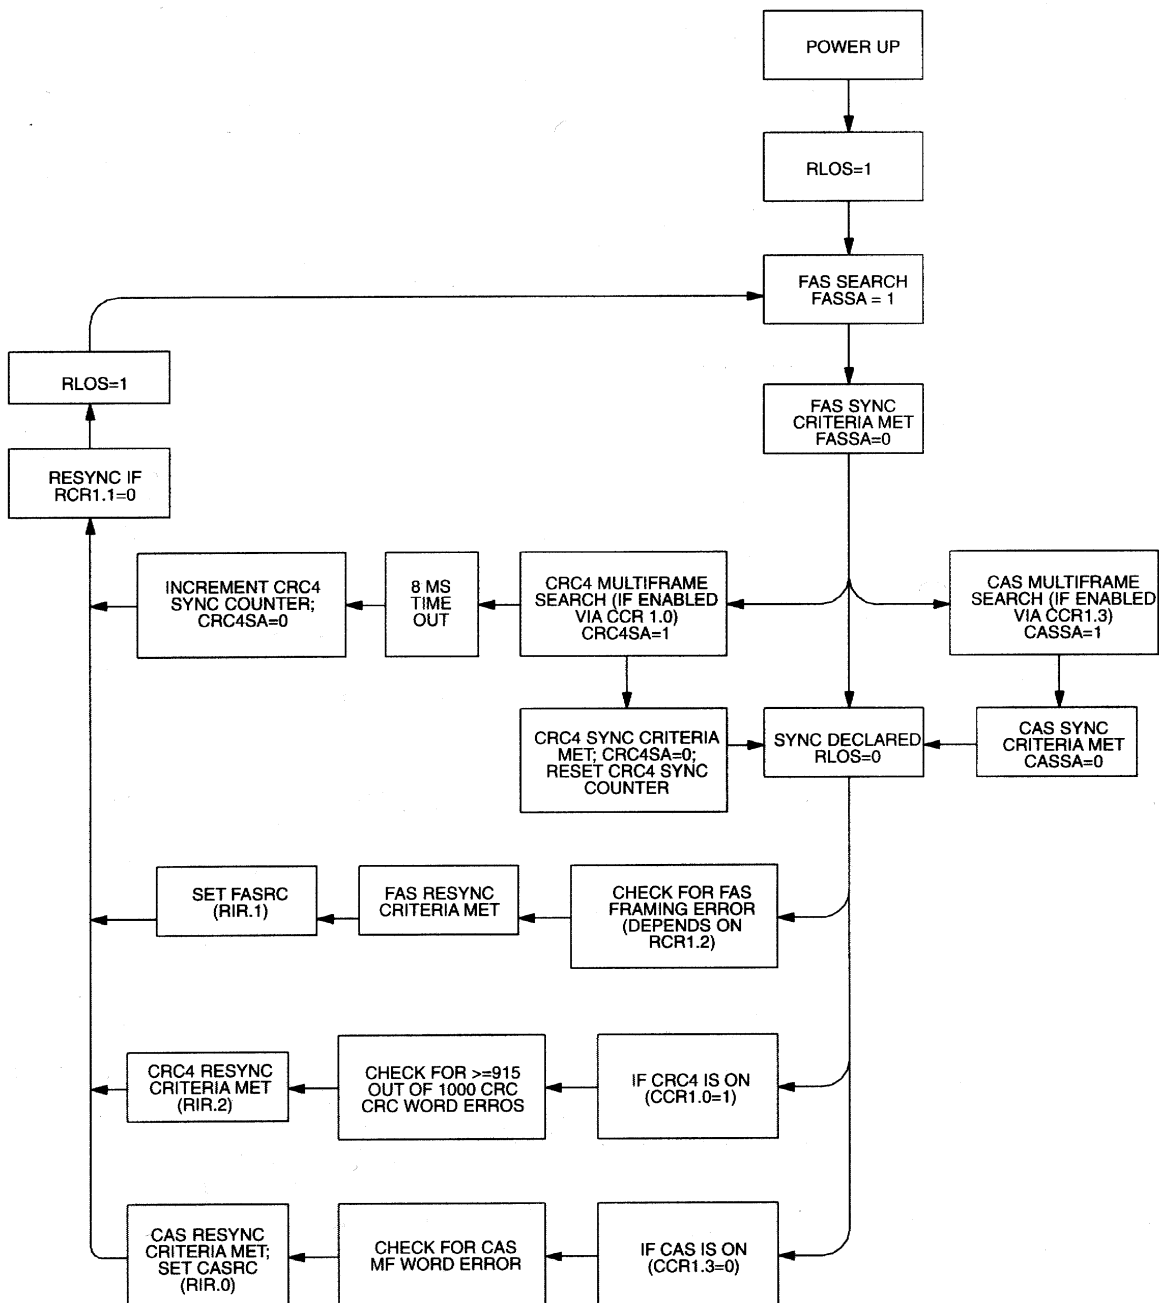 POWER UP
RLOS=1
FAS SEARCH
FASSA = 1
RLOS=1
FAS SYNC
CRITERIA MET
FASSA=0
RESYNC IF
RCR1.1=0
INCREMENT CRC4
SYNC COUNTER;
CRC4SA=0
8 MS
TIME
OUT
CRC4 MULTIFRAME
SEARCH (IF ENABLED
VIA CCR 1.0)
CRC4SA=1
CAS MULTIFRAME
SEARCH (IF ENABLED
VIA CCR1.3)
CASSA=1
CRC4 SYNC CRITERIA
MET; CRC4SA=0;
RESET CRC4 SYNC
COUNTER
SYNC DECLARED
RLOS=0
CAS SYNC
CRITERIA MET
CASSA=0
SET FASRC
(RIR.1)
FAS RESYNC
CRITERIA MET
CHECK FOR FAS
FRAMING ERROR
(DEPENDS ON
RCR1.2)
CRC4 RESYNC
CRITERIA MET
(RIR.2)
CHECK FOR >=915
OUT OF 1000 CRC
CRC WORD ERROS
IF CRC4 IS ON
(CCR1.0=1)
CAS RESYNC
CRITERIA MET;
SET CASRC
(RIR.0)
CHECK FOR CAS
MF WORD ERROR
IF CAS IS ON
(CCR1.3=0)